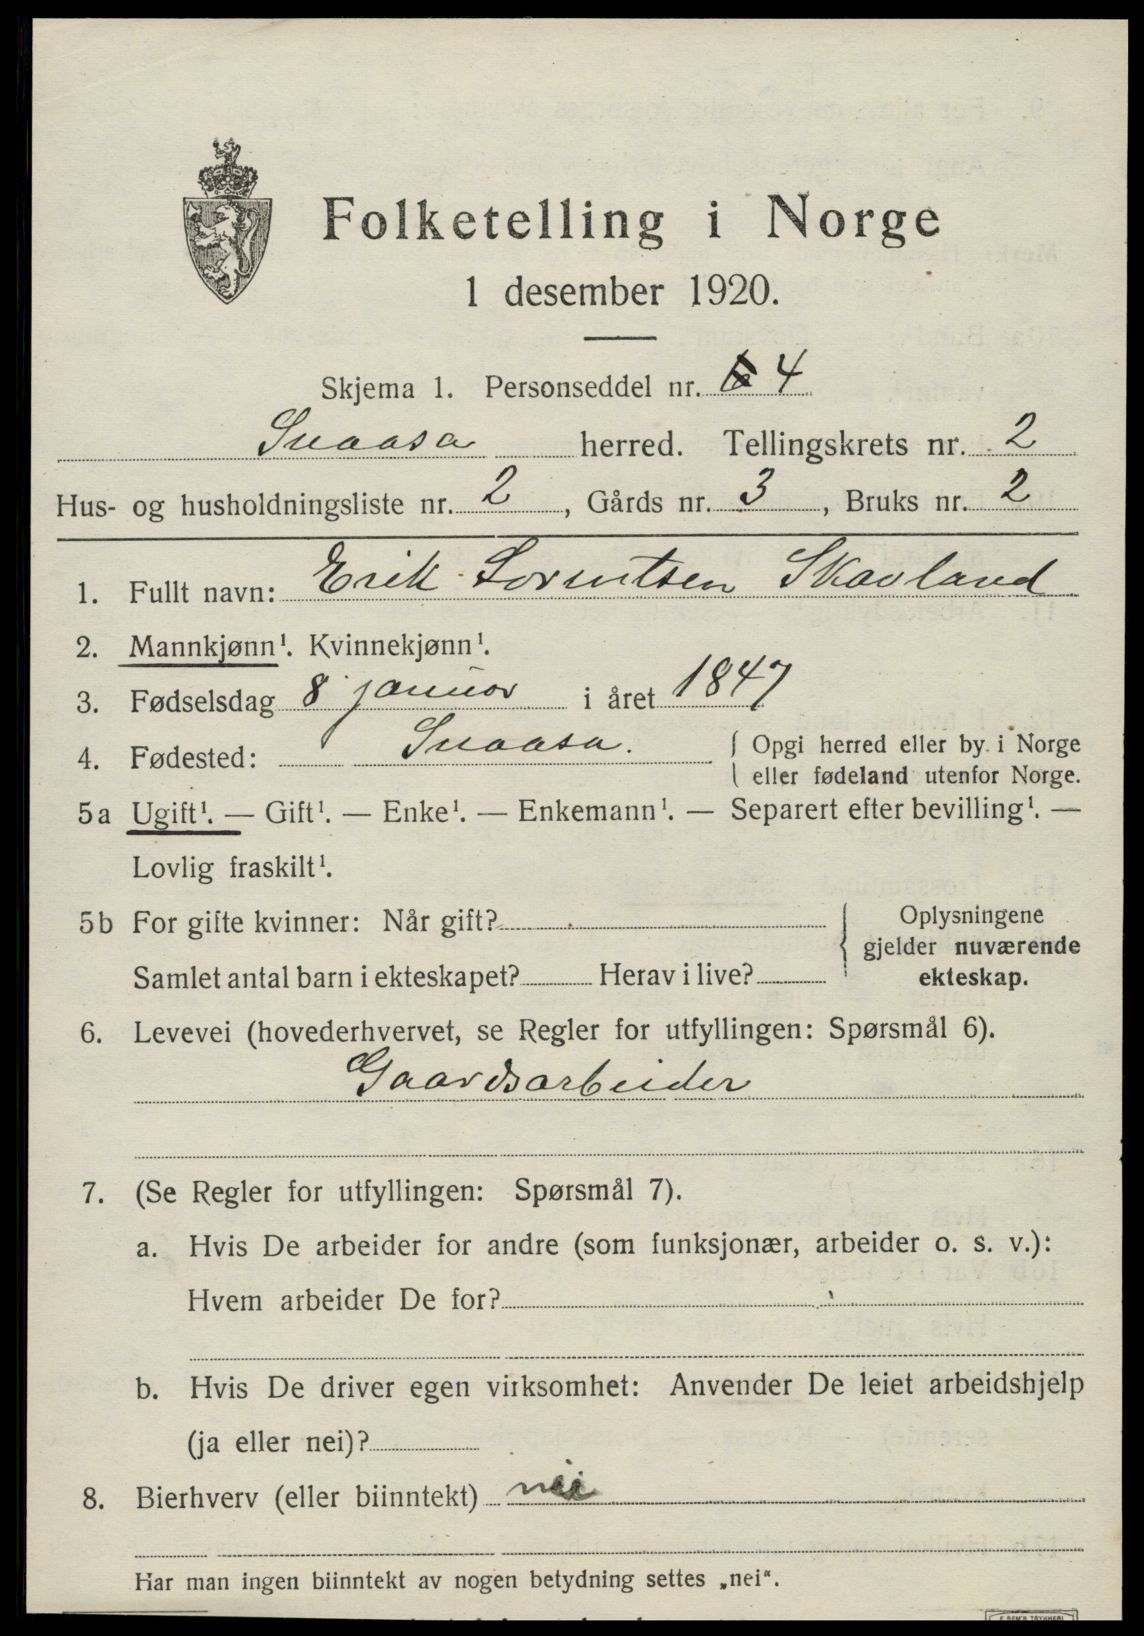 Folketelling i Norge
1 desember 1920.
Skjema 1. Personseddel nr. 4
Snaasa herred. Tellingskrets nr. 2
Hus- og husholdningsliste nr. 2, Gårds nr. 3, Bruks nr. 2
1. Fullt navn: Erik Lorentsen Skavland
2. Mannkjønn¹. Kvinnekjønn¹.
3. Fødselsdag 8 januar i året 1847
4. Fødested: Snaasa. { Opgi herred eller by i Norge
eller fødeland utenfor Norge.
5a Ugift¹. — Gift¹. — Enke¹. — Enkemann¹. — Separert efter bevilling¹. —
Lovlig fraskilt¹.
5b For gifte kvinner: Når gift? { Oplysningene
gjelder nuværende
Samlet antal barn i ekteskapet? Herav i live? ekteskap.
6. Levevei (hovederhvervet, se Regler for utfyllingen: Spørsmål 6).
Gaardsarbeider
7. (Se Regler for utfyllingen: Spørsmål 7).
a. Hvis De arbeider for andre (som funksjonær, arbeider o. s. v.):
Hvem arbeider De for?
b. Hvis De driver egen virksomhet: Anvender De leiet arbeidshjelp
(ja eller nei)?
8. Bierhverv (eller biinntekt) nei
Har man ingen biinntekt av nogen betydning settes „nei“.